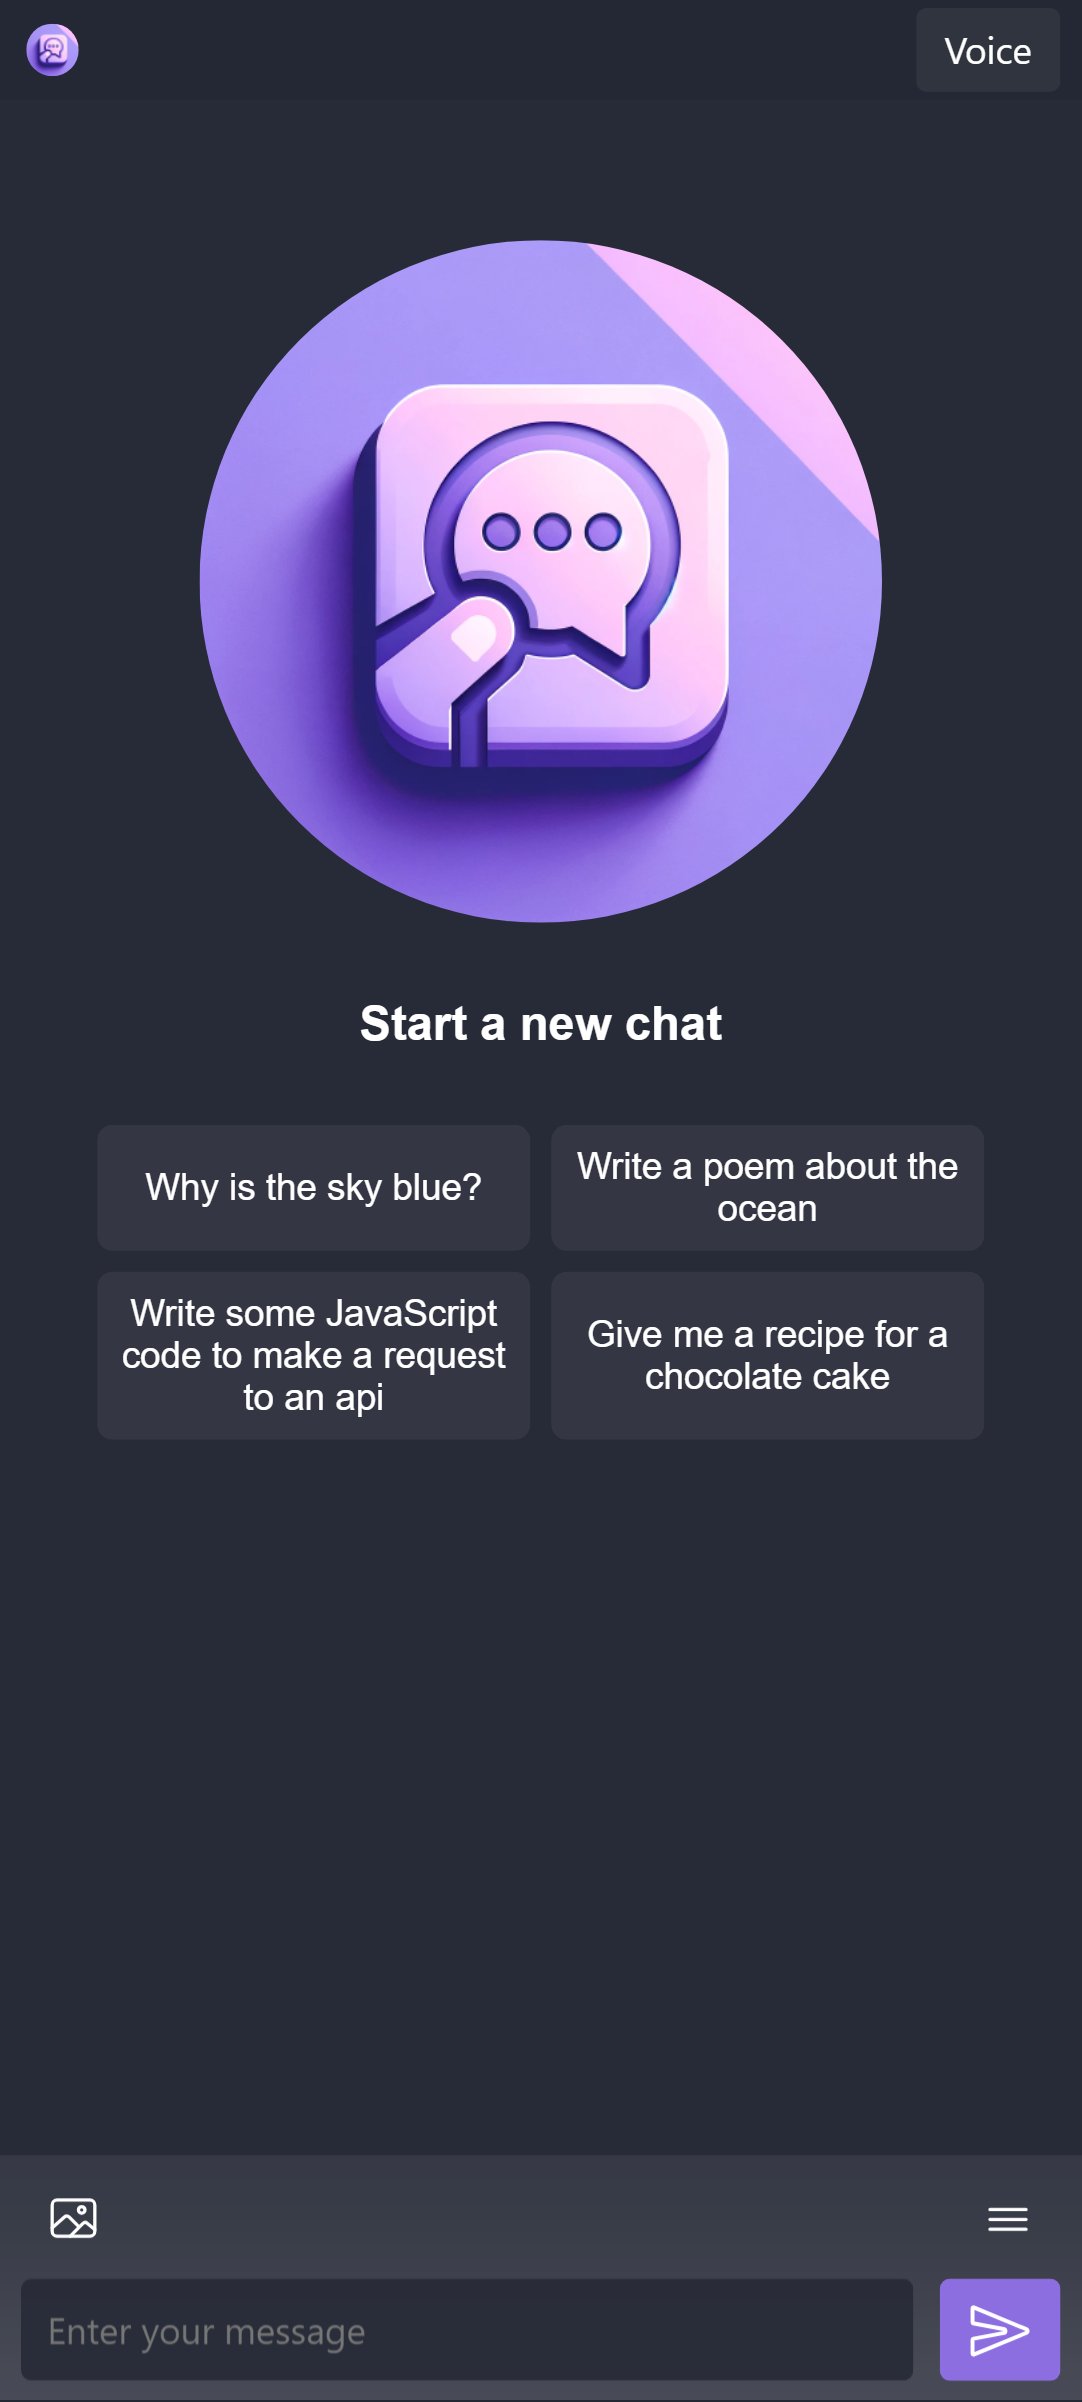 Voice
Start a new chat
Why is the sky blue?
Write a poem about the
ocean
Write some JavaScript
code to make a request
to an api
Give me a recipe for a
chocolate cake
Enter your message